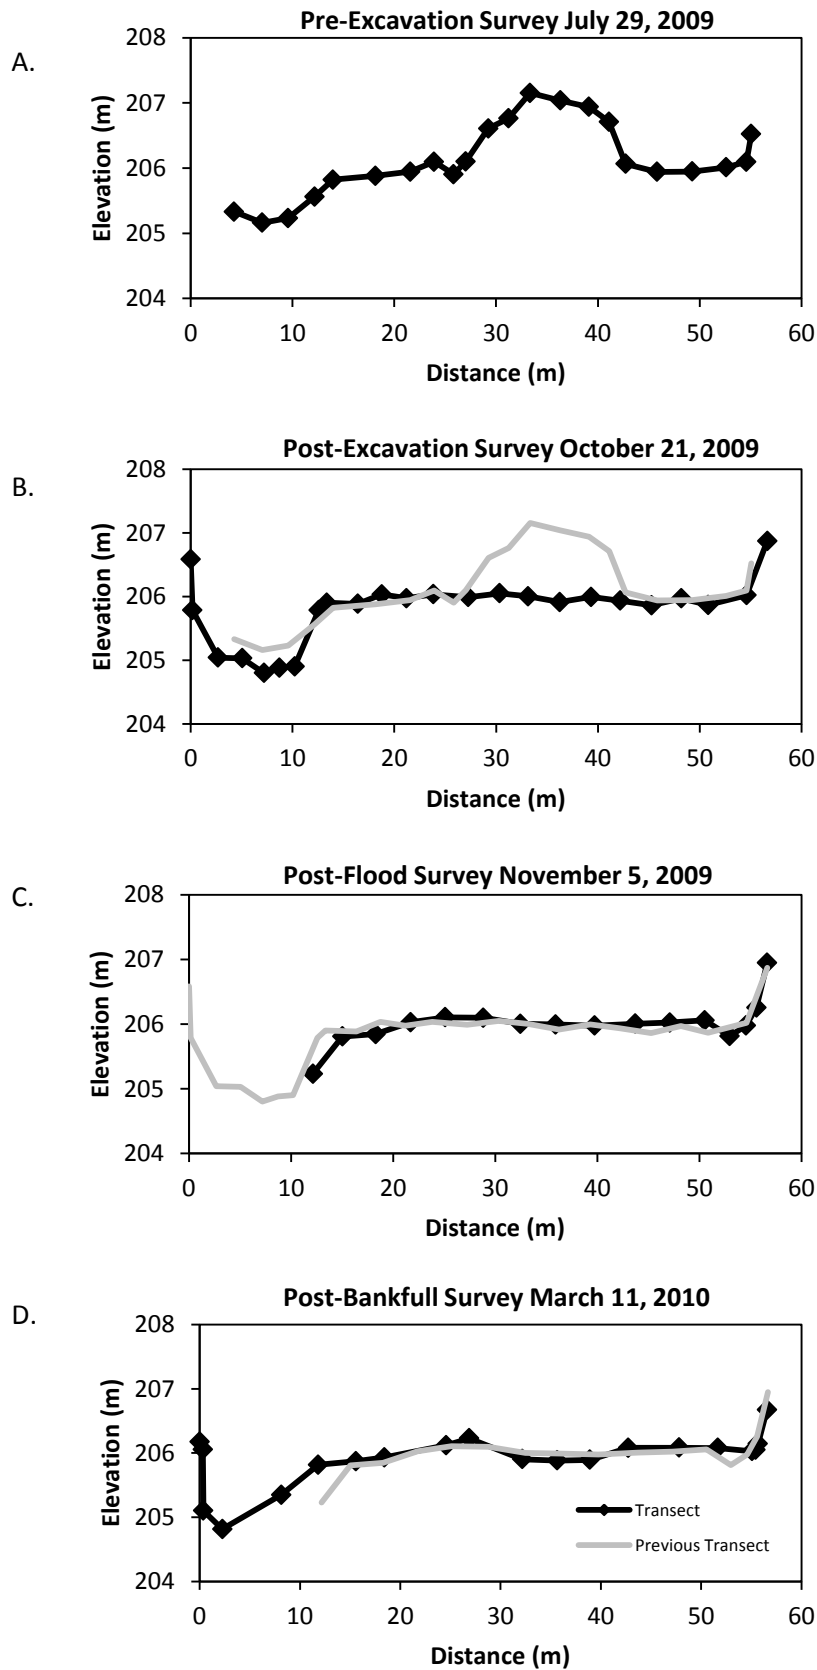 Pre-Excavation Survey July 29, 2009
A.
208
207
206
205
204
Elevation (m)
0 10 20 30 40 50 60
Distance (m)
Post-Excavation Survey October 21, 2009
B.
208
207
206
205
204
Elevation (m)
0 10 20 30 40 50 60
Distance (m)
Post-Flood Survey November 5, 2009
C.
208
207
206
205
204
Elevation (m)
0 10 20 30 40 50 60
Distance (m)
Post-Bankfull Survey March 11, 2010
D.
208
207
206
205
204
Elevation (m)
Transect
Previous Transect
0 10 20 30 40 50 60
Distance (m)